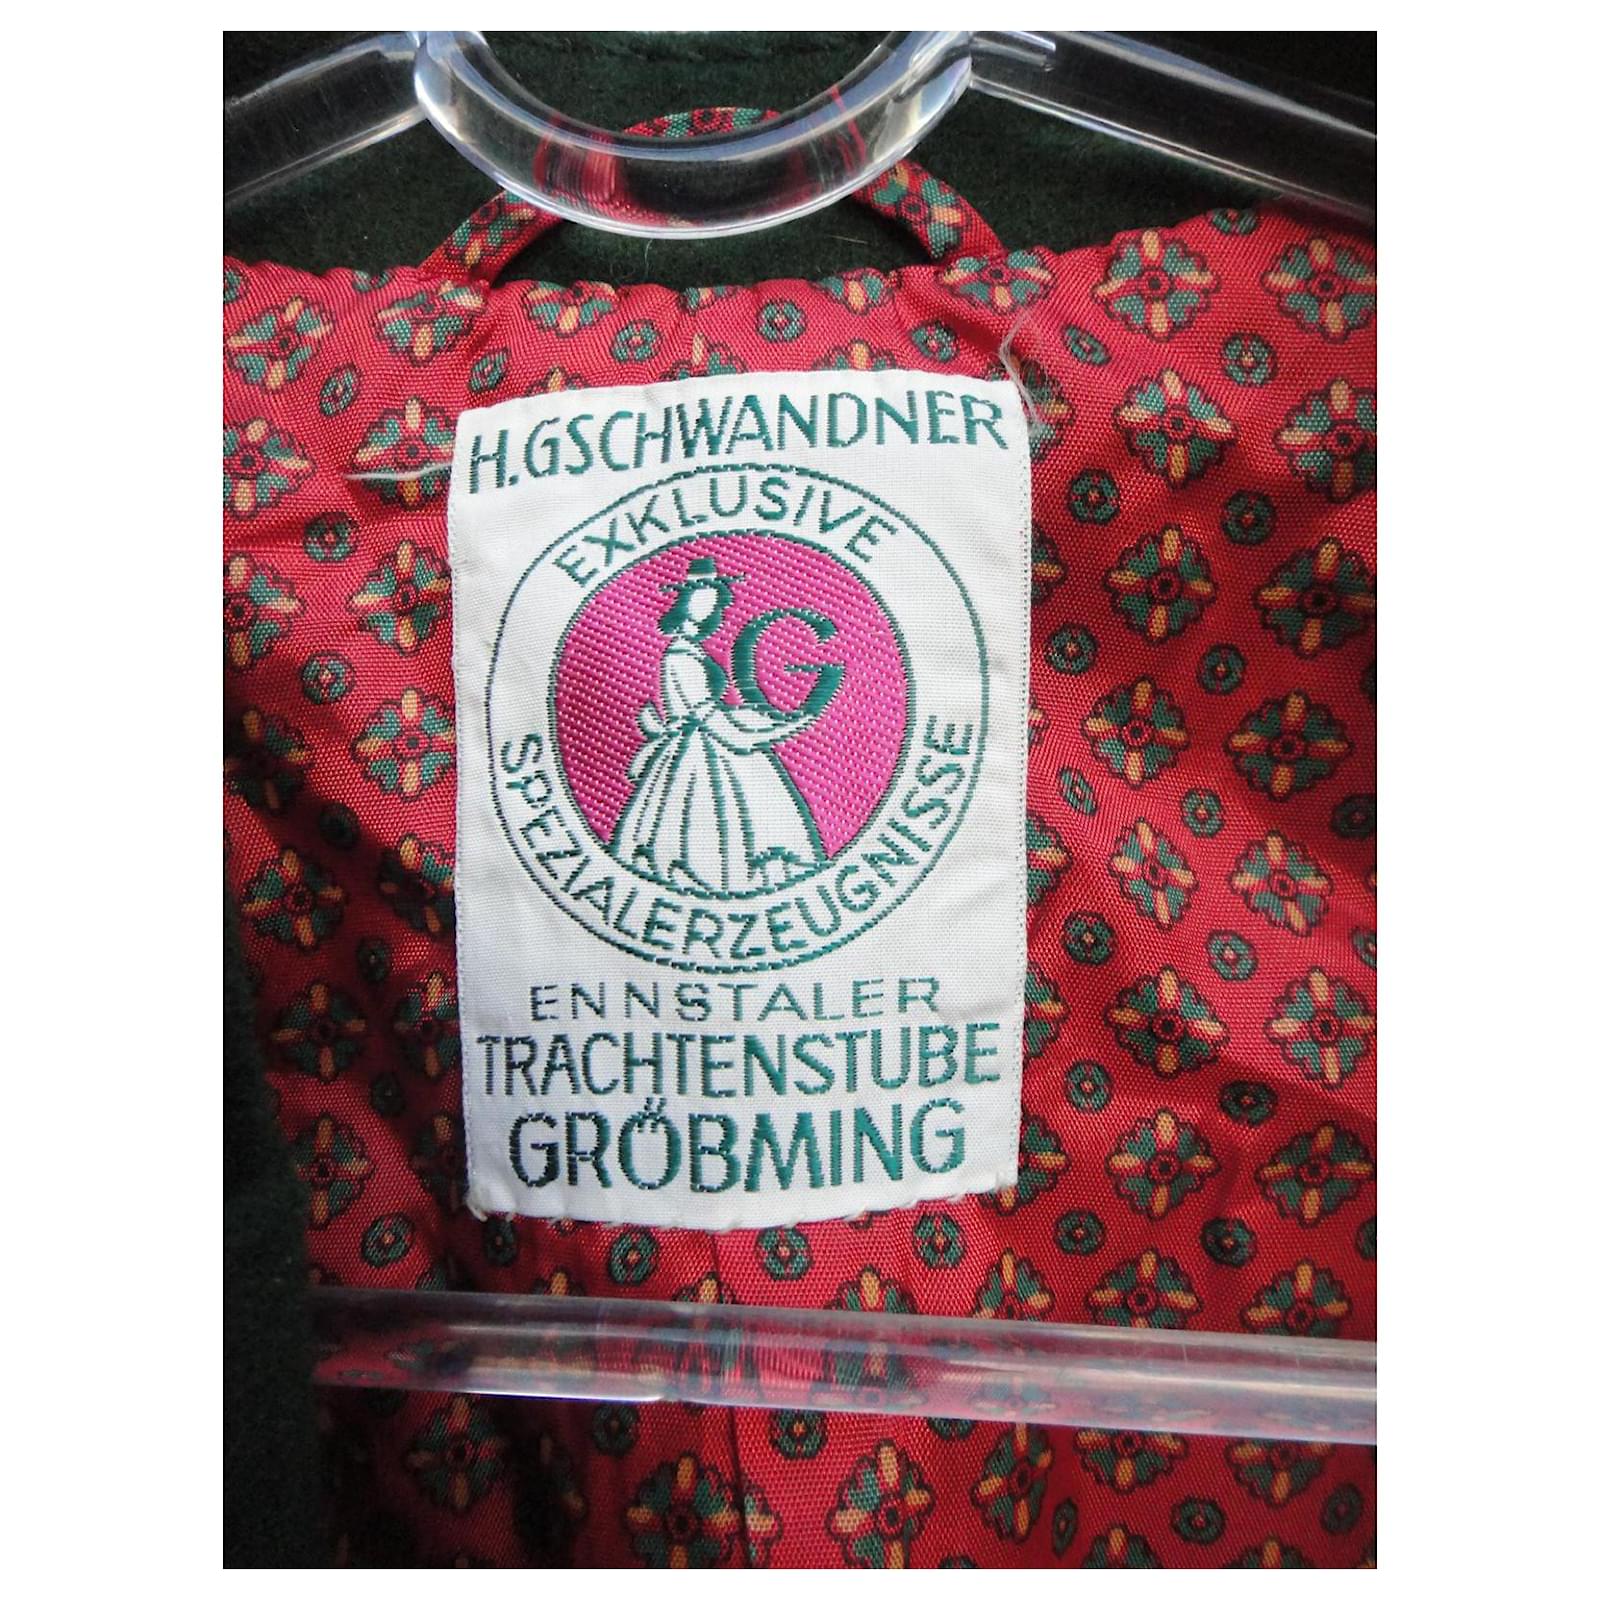 H.GSCHWANDNER
EXKLUSIVE
G
SPEZIALERZEUGNISSE
ENNSTALER
TRACHTENSTUBE
GRÖBMING